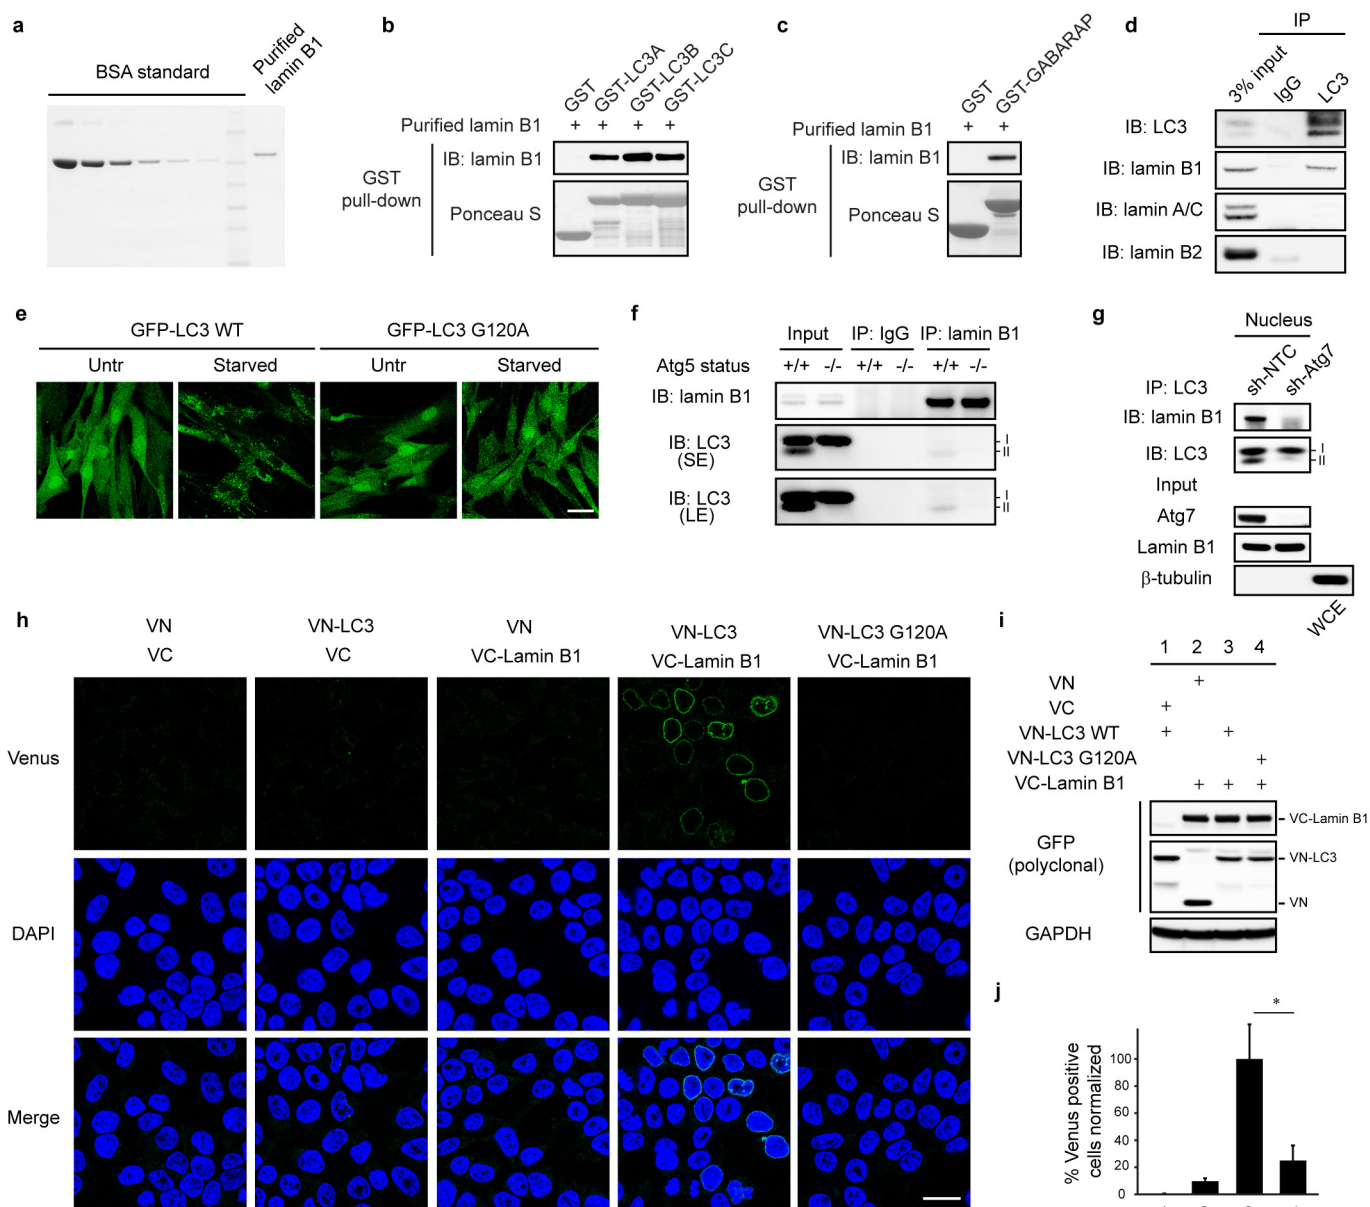 a
BSA standard
Purified
lamin B1
b
GST
GST-LC3A
GST-LC3B
GST-LC3C
Purified lamin B1 + + + +
GST
pull-down
IB: lamin B1
Ponceau S
c
GST
GST-GABARAP
Purified lamin B1 + +
GST
pull-down
IB: lamin B1
Ponceau S
d
IP
3% input
IgG
LC3
IB: LC3
IB: lamin B1
IB: lamin A/C
IB: lamin B2
e
GFP-LC3 WT
GFP-LC3 G120A
Untr
Starved
Untr
Starved
f
Input
IP: IgG
IP: lamin B1
Atg5 status +/+ -/- +/+ -/- +/+ -/-
IB: lamin B1
IB: LC3
(SE)
I
II
IB: LC3
(LE)
I
II
g
Nucleus
sh-NTC
sh-Atg7
IP: LC3
IB: lamin B1
IB: LC3
I
II
Input
Atg7
Lamin B1
β-tubulin
WCE
h
VN
VC
VN-LC3
VC
VN
VC-Lamin B1
VN-LC3
VC-Lamin B1
VN-LC3 G120A
VC-Lamin B1
Venus
DAPI
Merge
i
1 2 3 4
VN +
VC +
VN-LC3 WT + +
VN-LC3 G120A +
VC-Lamin B1 + + +
GFP
(polyclonal)
VC-Lamin B1
VN-LC3
VN
GAPDH
j
*
% Venus positive
cells normalized
100
80
60
40
20
0